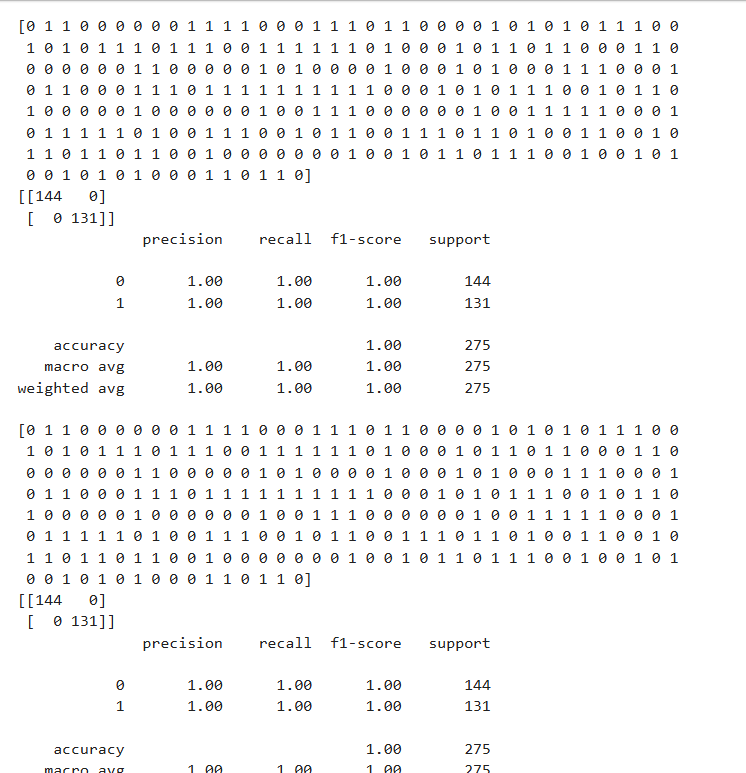 [0 1 1 0 0 0 0 0 0 1 1 1 1 0 0 0 1 1 1 0 1 1 0 0 0 0 1 0 1 0 1 0 1 1 1 0 0
1 0 1 0 1 1 1 0 1 1 1 0 0 1 1 1 1 1 1 0 1 0 0 0 1 0 1 1 0 1 1 0 0 0 1 1 0
0 0 0 0 0 0 1 1 0 0 0 0 0 1 0 1 0 0 0 0 1 0 0 0 1 0 1 0 0 0 1 1 1 0 0 0 1
0 1 1 0 0 0 1 1 1 0 1 1 1 1 1 1 1 1 1 1 0 0 0 1 0 1 0 1 1 1 0 0 1 0 1 1 0
1 0 0 0 0 0 1 0 0 0 0 0 0 1 0 0 1 1 1 0 0 0 0 0 0 1 0 0 1 1 1 1 1 0 0 0 1
0 1 1 1 1 1 0 1 0 0 1 1 1 0 0 1 0 1 1 0 0 1 1 1 0 1 1 0 1 0 0 1 1 0 0 1 0
1 1 0 1 1 0 1 1 0 0 1 0 0 0 0 0 0 0 1 0 0 1 0 1 1 0 1 1 1 0 0 1 0 0 1 0 1
0 0 1 0 1 0 1 0 0 0 1 1 0 1 1 0]
[[144   0]
[  0 131]]
precision    recall  f1-score   support
0       1.00      1.00      1.00       144
1       1.00      1.00      1.00       131
accuracy                           1.00       275
macro avg       1.00      1.00      1.00       275
weighted avg       1.00      1.00      1.00       275
[0 1 1 0 0 0 0 0 0 1 1 1 1 0 0 0 1 1 1 0 1 1 0 0 0 0 1 0 1 0 1 0 1 1 1 0 0
1 0 1 0 1 1 1 0 1 1 1 0 0 1 1 1 1 1 1 0 1 0 0 0 1 0 1 1 0 1 1 0 0 0 1 1 0
0 0 0 0 0 0 1 1 0 0 0 0 0 1 0 1 0 0 0 0 1 0 0 0 1 0 1 0 0 0 1 1 1 0 0 0 1
0 1 1 0 0 0 1 1 1 0 1 1 1 1 1 1 1 1 1 1 0 0 0 1 0 1 0 1 1 1 0 0 1 0 1 1 0
1 0 0 0 0 0 1 0 0 0 0 0 0 1 0 0 1 1 1 0 0 0 0 0 0 1 0 0 1 1 1 1 1 0 0 0 1
0 1 1 1 1 1 0 1 0 0 1 1 1 0 0 1 0 1 1 0 0 1 1 1 0 1 1 0 1 0 0 1 1 0 0 1 0
1 1 0 1 1 0 1 1 0 0 1 0 0 0 0 0 0 0 1 0 0 1 0 1 1 0 1 1 1 0 0 1 0 0 1 0 1
0 0 1 0 1 0 1 0 0 0 1 1 0 1 1 0]
[[144   0]
[  0 131]]
precision    recall  f1-score   support
0       1.00      1.00      1.00       144
1       1.00      1.00      1.00       131
accuracy                           1.00       275
macro avg       1.00      1.00      1.00       275